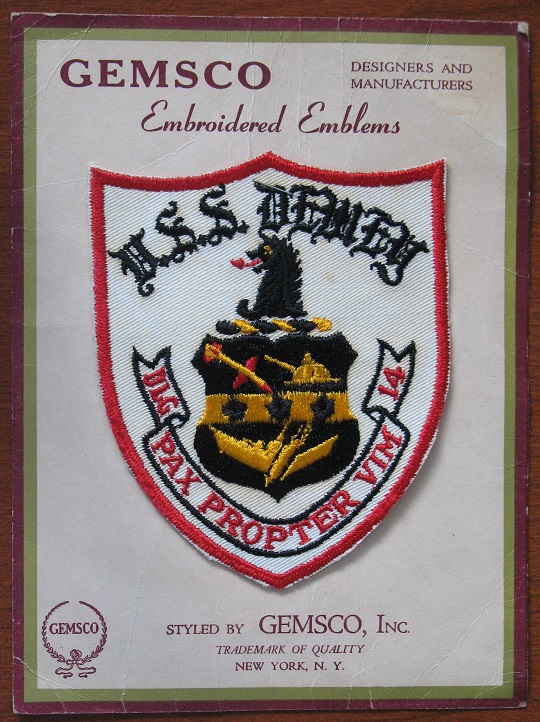 GEMSCO
DESIGNERS AND
MANUFACTURERS
Embroidered Emblems
U.S.S. DEWEY
DLG
PAX PROPTER VIM
14
GEMSCO
STYLED BY GEMSCO, INC.
TRADEMARK OF QUALITY
NEW YORK, N. Y.